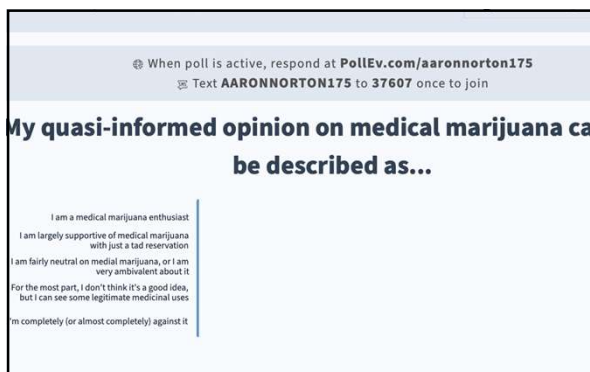 When poll is active, respond at PollEv.com/aaronnorton175
Text AARONNORTON175 to 37607 once to join
My quasi-informed opinion on medical marijuana ca
be described as...
I am a medical marijuana enthusiast
I am largely supportive of medical marijuana
with just a tad reservation
I am fairly neutral on medial marijuana, or I am
very ambivalent about it
For the most part, I don't think it's a good idea,
but I can see some legitimate medicinal uses
'm completely (or almost completely) against it